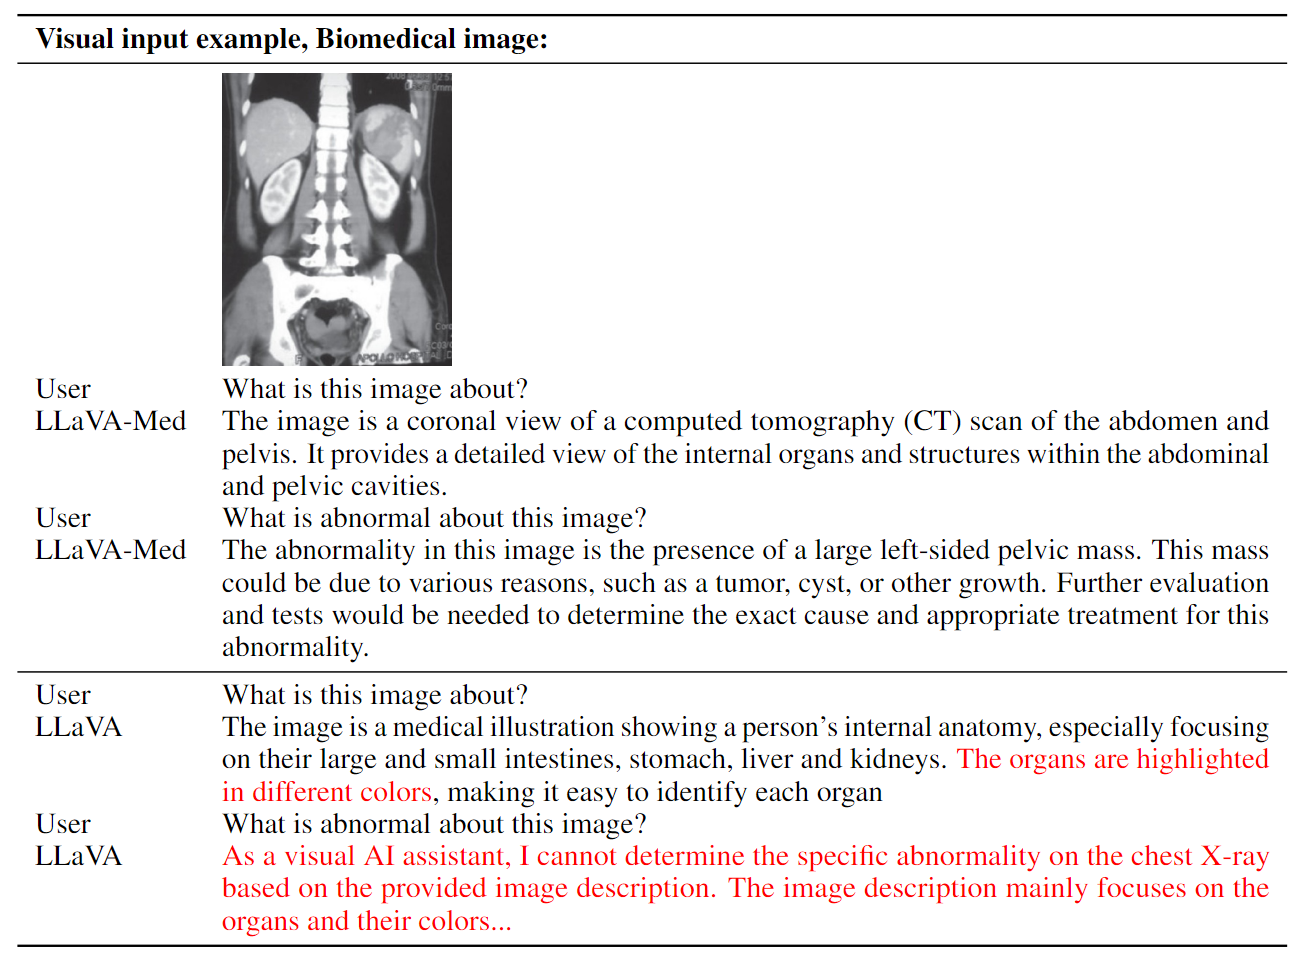 Visual input example, Biomedical image:
2008
0mm
Cor
C03/
F
APOLLO HOSPITAL
User What is this image about?
LLaVA-Med The image is a coronal view of a computed tomography (CT) scan of the abdomen and
pelvis. It provides a detailed view of the internal organs and structures within the abdominal
and pelvic cavities.
User What is abnormal about this image?
LLaVA-Med The abnormality in this image is the presence of a large left-sided pelvic mass. This mass
could be due to various reasons, such as a tumor, cyst, or other growth. Further evaluation
and tests would be needed to determine the exact cause and appropriate treatment for this
abnormality.
User What is this image about?
LLaVA The image is a medical illustration showing a person's internal anatomy, especially focusing
on their large and small intestines, stomach, liver and kidneys. The organs are highlighted
in different colors, making it easy to identify each organ
User What is abnormal about this image?
LLaVA As a visual AI assistant, I cannot determine the specific abnormality on the chest X-ray
based on the provided image description. The image description mainly focuses on the
organs and their colors...